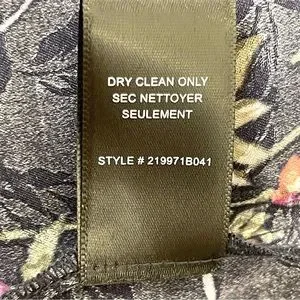 DRY CLEAN ONLY
SEC NETTOYER
SEULEMENT
STYLE # 219971B041